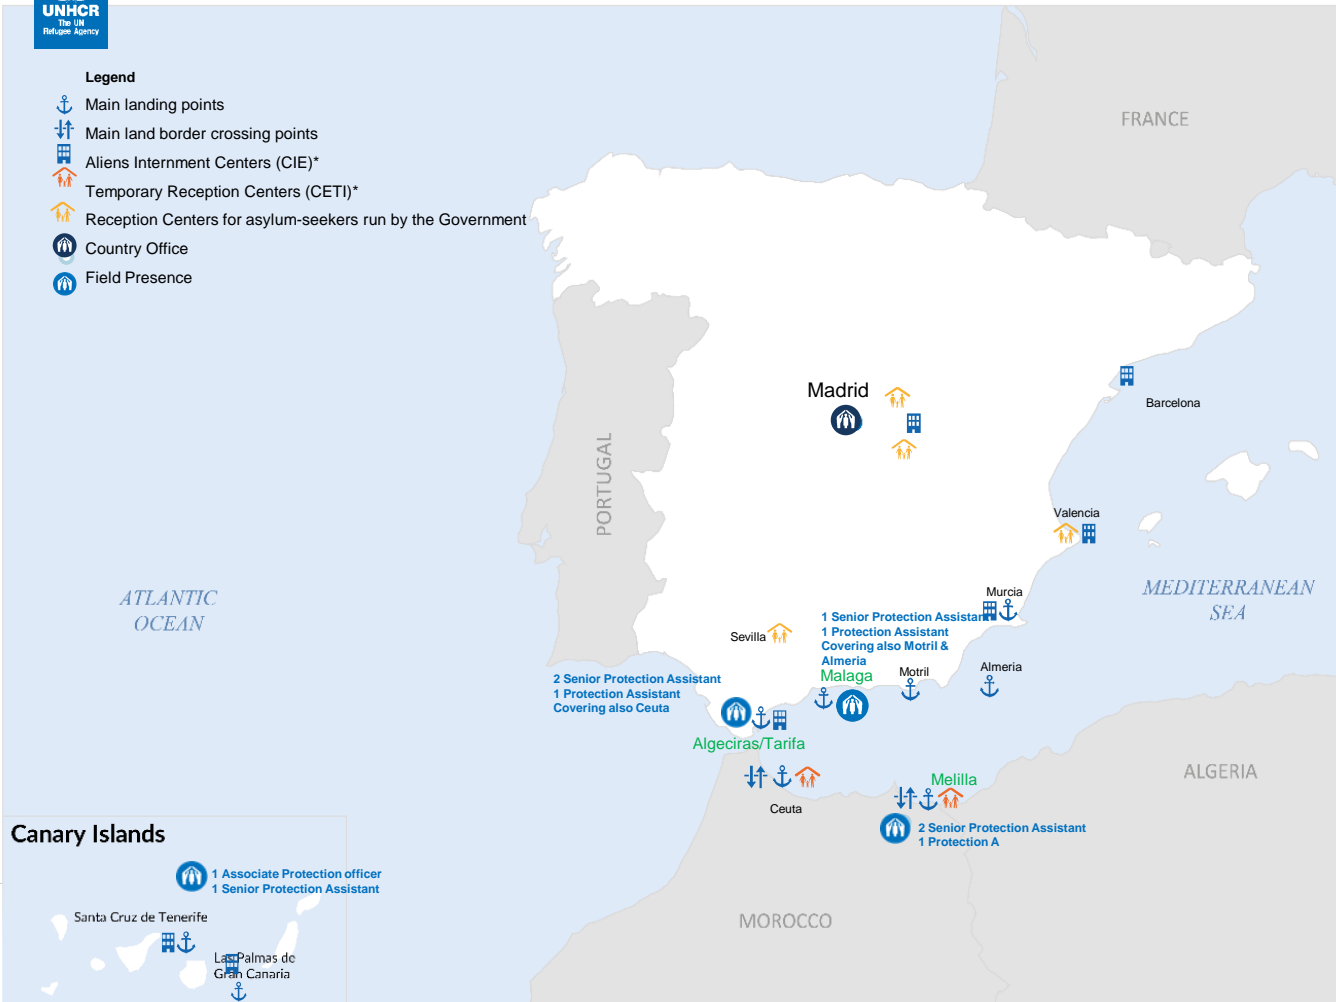 UNHCR
The UN
Refugee Agency
Legend
Main landing points
Main land border crossing points
Aliens Internment Centers (CIE)*
Temporary Reception Centers (CETI)*
Reception Centers for asylum-seekers run by the Government
Country Office
Field Presence
FRANCE
Madrid
Barcelona
PORTUGAL
Valencia
ATLANTIC
OCEAN
MEDITERRANEAN
SEA
Murcia
1 Senior Protection Assistant
1 Protection Assistant
Covering also Motril &
Almeria
Sevilla
Malaga
Motril
Almeria
2 Senior Protection Assistant
1 Protection Assistant
Covering also Ceuta
Algeciras/Tarifa
ALGERIA
Melilla
Ceuta
2 Senior Protection Assistant
1 Protection A
Canary Islands
1 Associate Protection officer
1 Senior Protection Assistant
Santa Cruz de Tenerife
MOROCCO
Las Palmas de
Gran Canaria